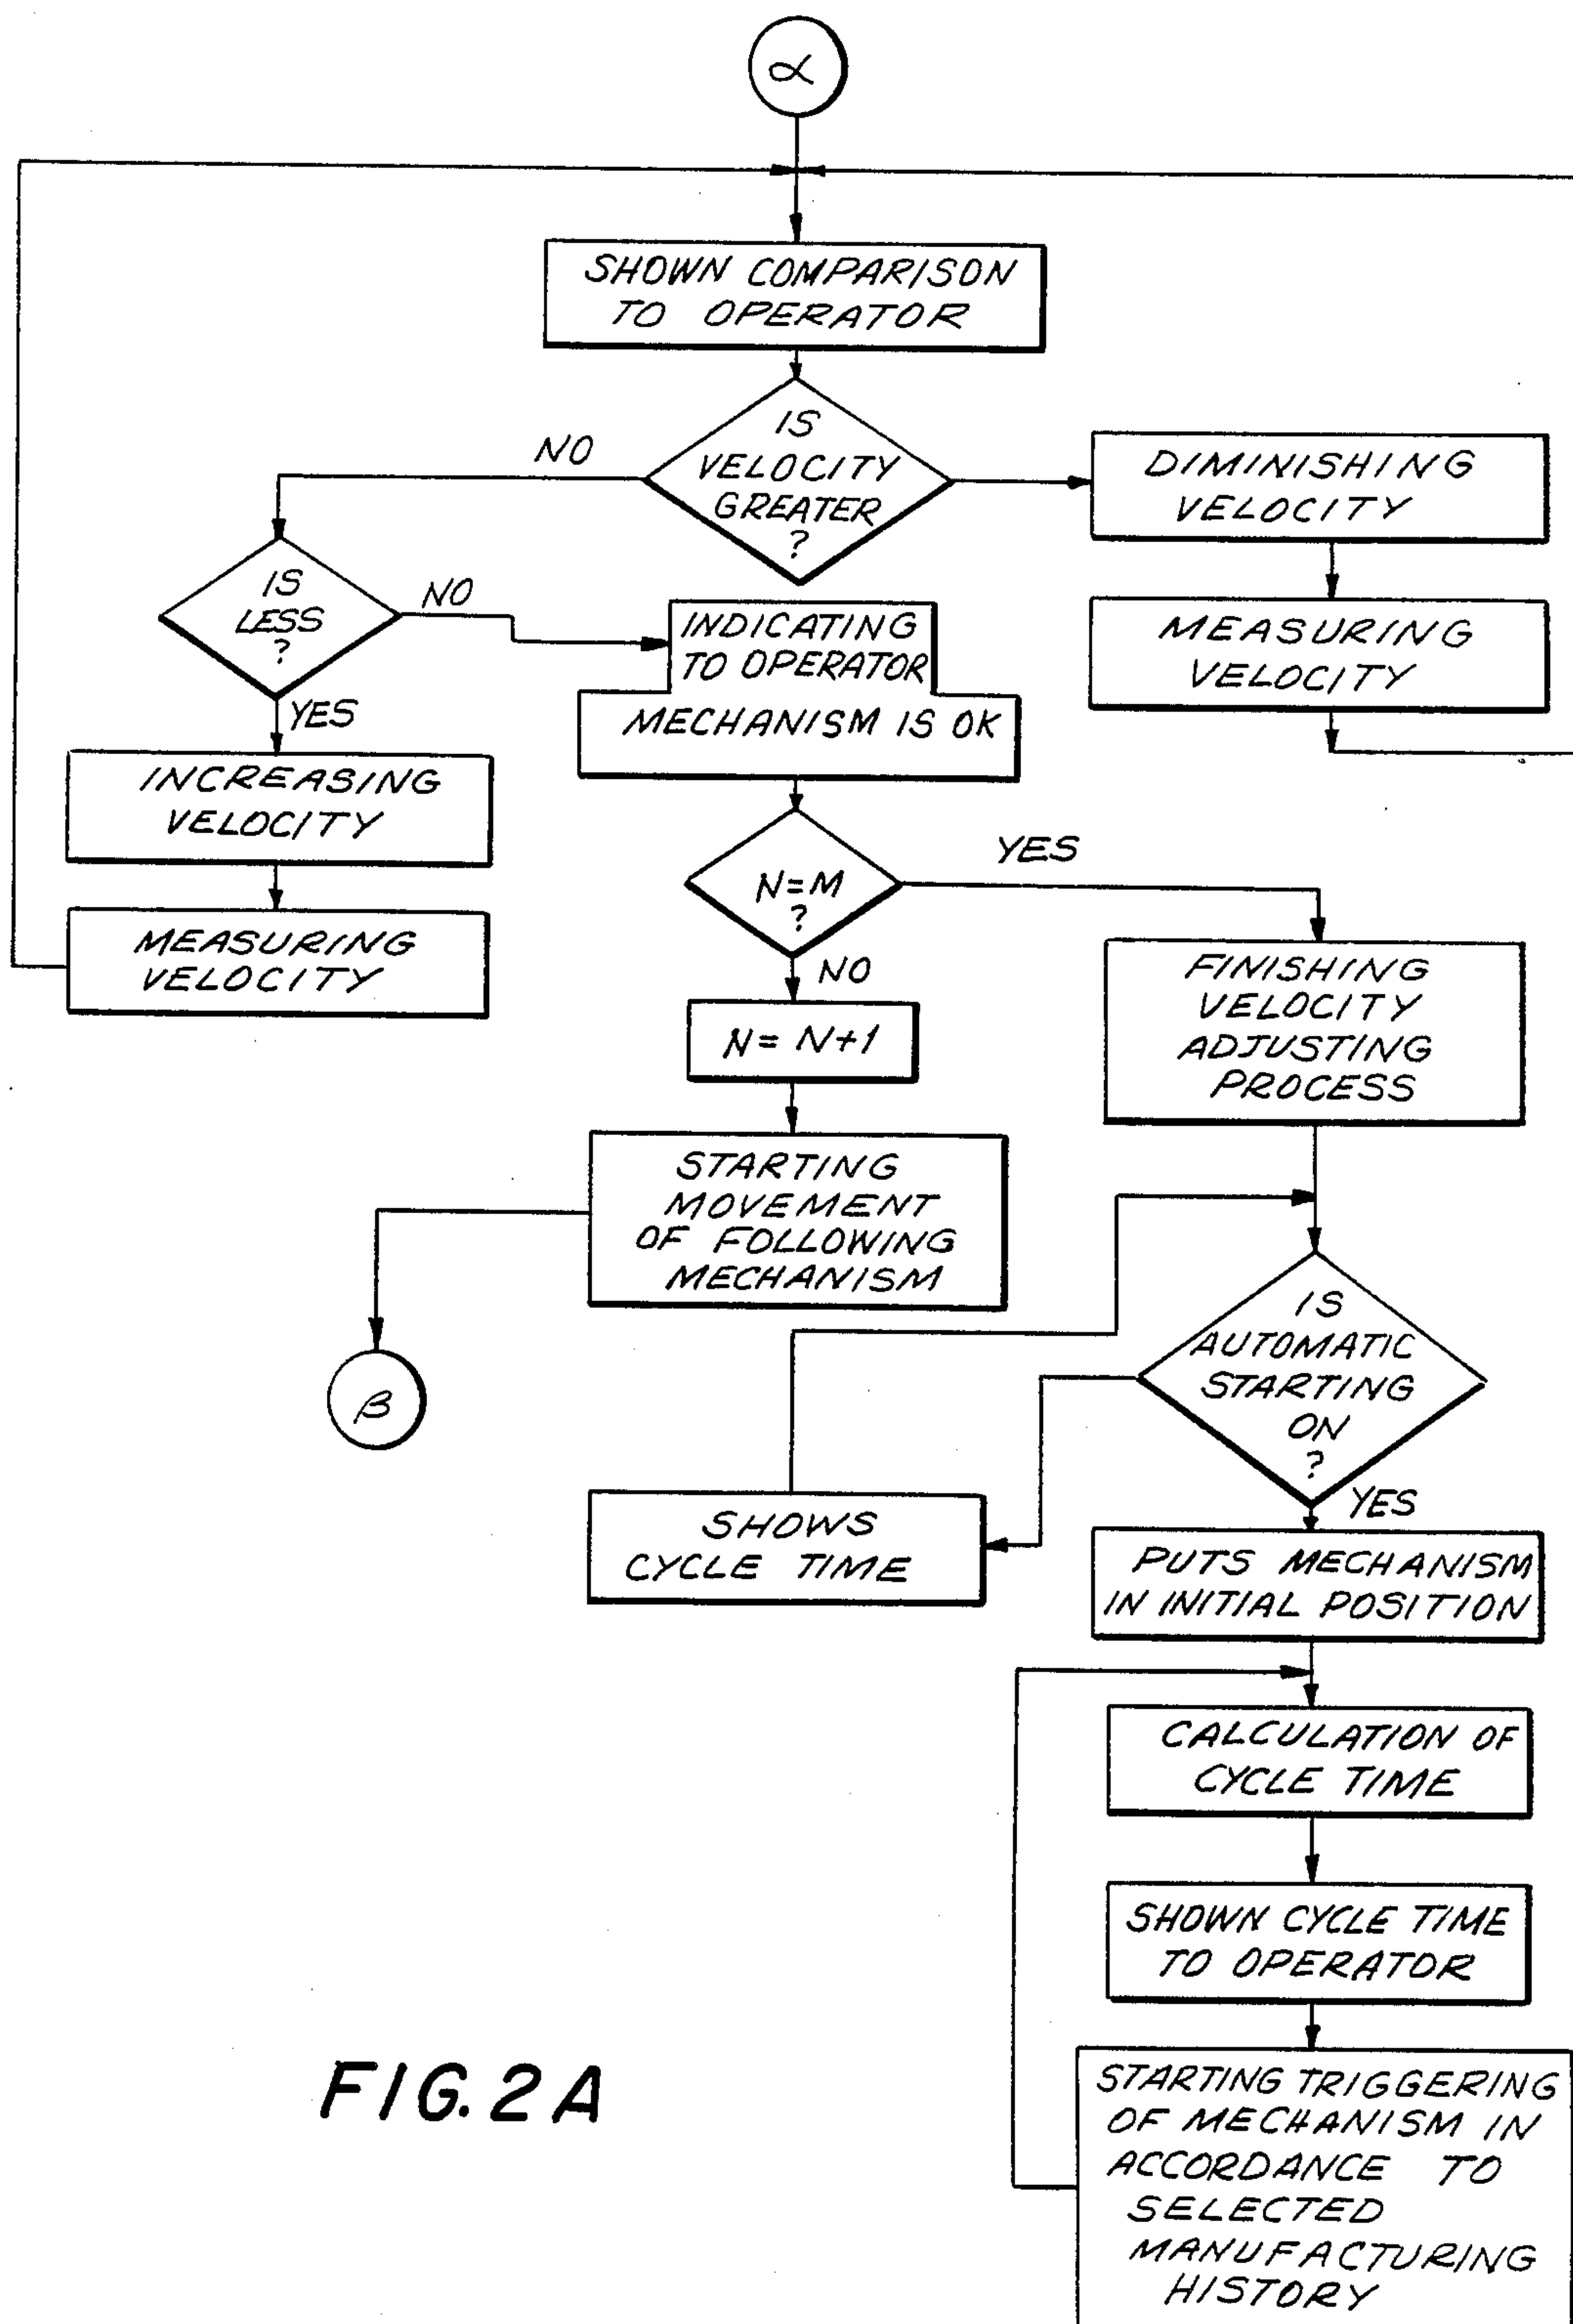 α
SHOWN COMPARISON
TO OPERATOR
IS
VELOCITY
GREATER
?
NO
DIMINISHING
VELOCITY
MEASURING
VELOCITY
IS
LESS
?
NO
YES
INDICATING
TO OPERATOR
MECHANISM IS OK
INCREASING
VELOCITY
MEASURING
VELOCITY
N=M
?
YES
NO
N= N+1
FINISHING
VELOCITY
ADJUSTING
PROCESS
STARTING
MOVEMENT
OF FOLLOWING
MECHANISM
β
IS
AUTOMATIC
STARTING
ON
?
YES
SHOWS
CYCLE TIME
PUTS MECHANISM
IN INITIAL POSITION
CALCULATION OF
CYCLE TIME
SHOWN CYCLE TIME
TO OPERATOR
STARTING TRIGGERING
OF MECHANISM IN
ACCORDANCE TO
SELECTED
MANUFACTURING
HISTORY
FIG. 2A